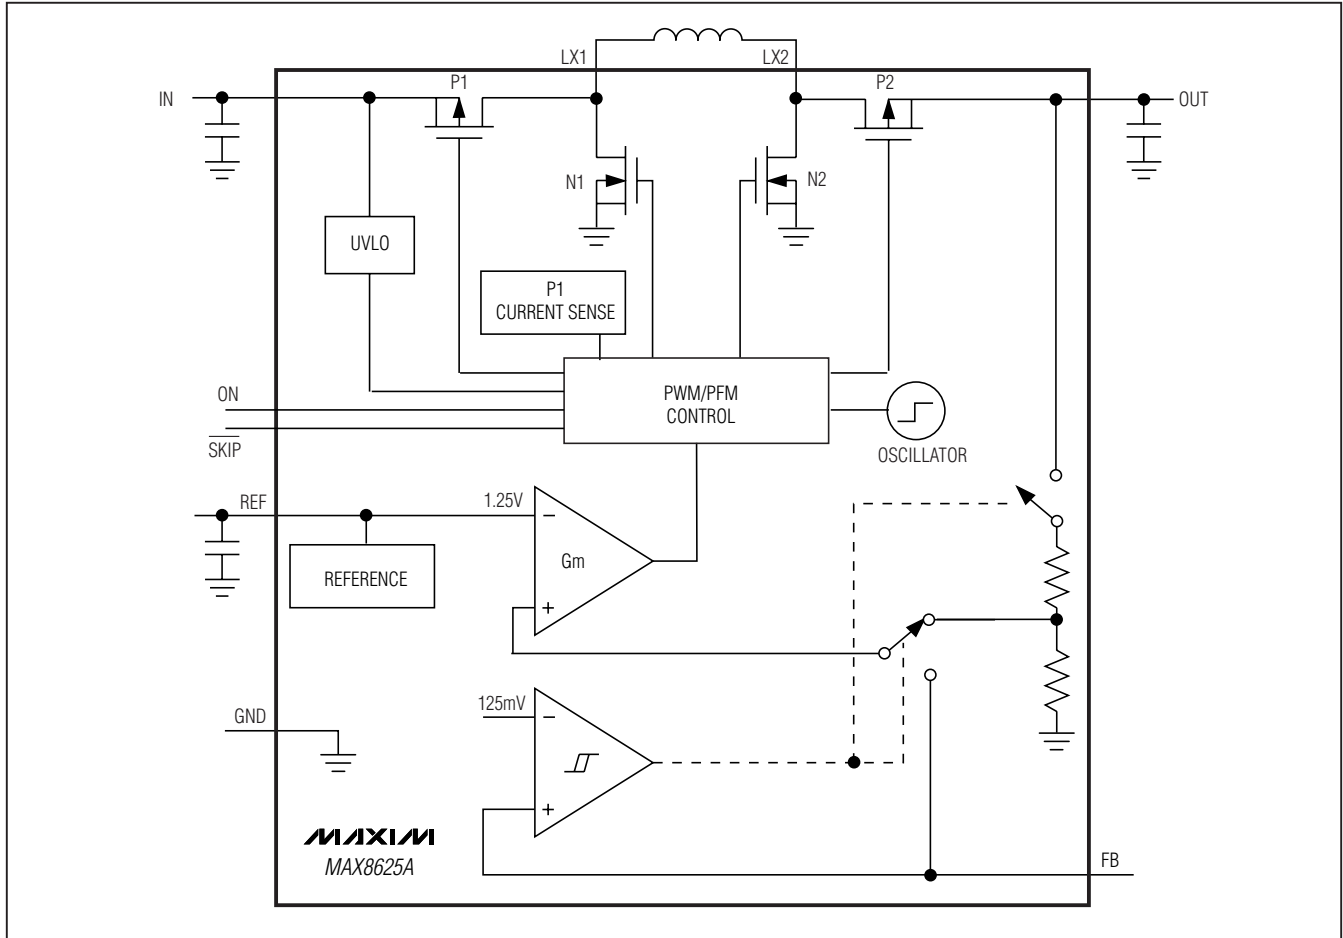 LX1
LX2
P1
P2
IN
OUT
N1
N2
UVLO
P1
CURRENT SENSE
ON
PWM/PFM
CONTROL
SKIP
OSCILLATOR
REF
1.25V
−
Gm
REFERENCE
+
125mV
−
GND
+
MAXIM
MAX8625A
FB